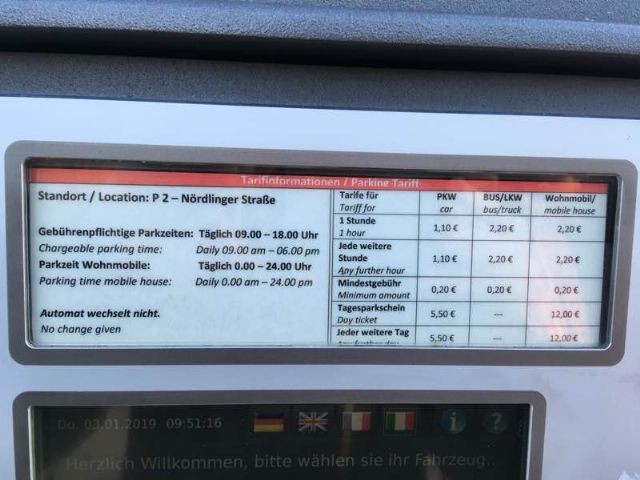 Tarifinformationen / Parking Tariff
Standort / Location: P 2 – Nördlinger Straße
Gebührenpflichtige Parkzeiten: Täglich 09.00 – 18.00 Uhr
Chargeable parking time: Daily 09.00 am – 06.00 pm
Parkzeit Wohnmobile: Täglich 0.00 – 24.00 Uhr
Parking time mobile house: Daily 0.00 am – 24.00 pm
Automat wechselt nicht.
No change given
Tarife für PKW BUS/LKW Wohnmobil/
Tariff for car bus/truck mobile house
1 Stunde 1,10 € 2,20 € 2,20 €
1 hour
Jede weitere
Stunde 1,10 € 2,20 € 2,20 €
Any further hour
Mindestgebühr 0,20 € 0,20 € 0,20 €
Minimum amount
Tagesparkschein 5,50 € --- 12,00 €
Day ticket
Jeder weitere Tag 5,50 € --- 12,00 €
Any further day
Do, 03.01.2019 09:51:16 i ?
Herzlich Willkommen, bitte wählen sie ihr Fahrzeug...